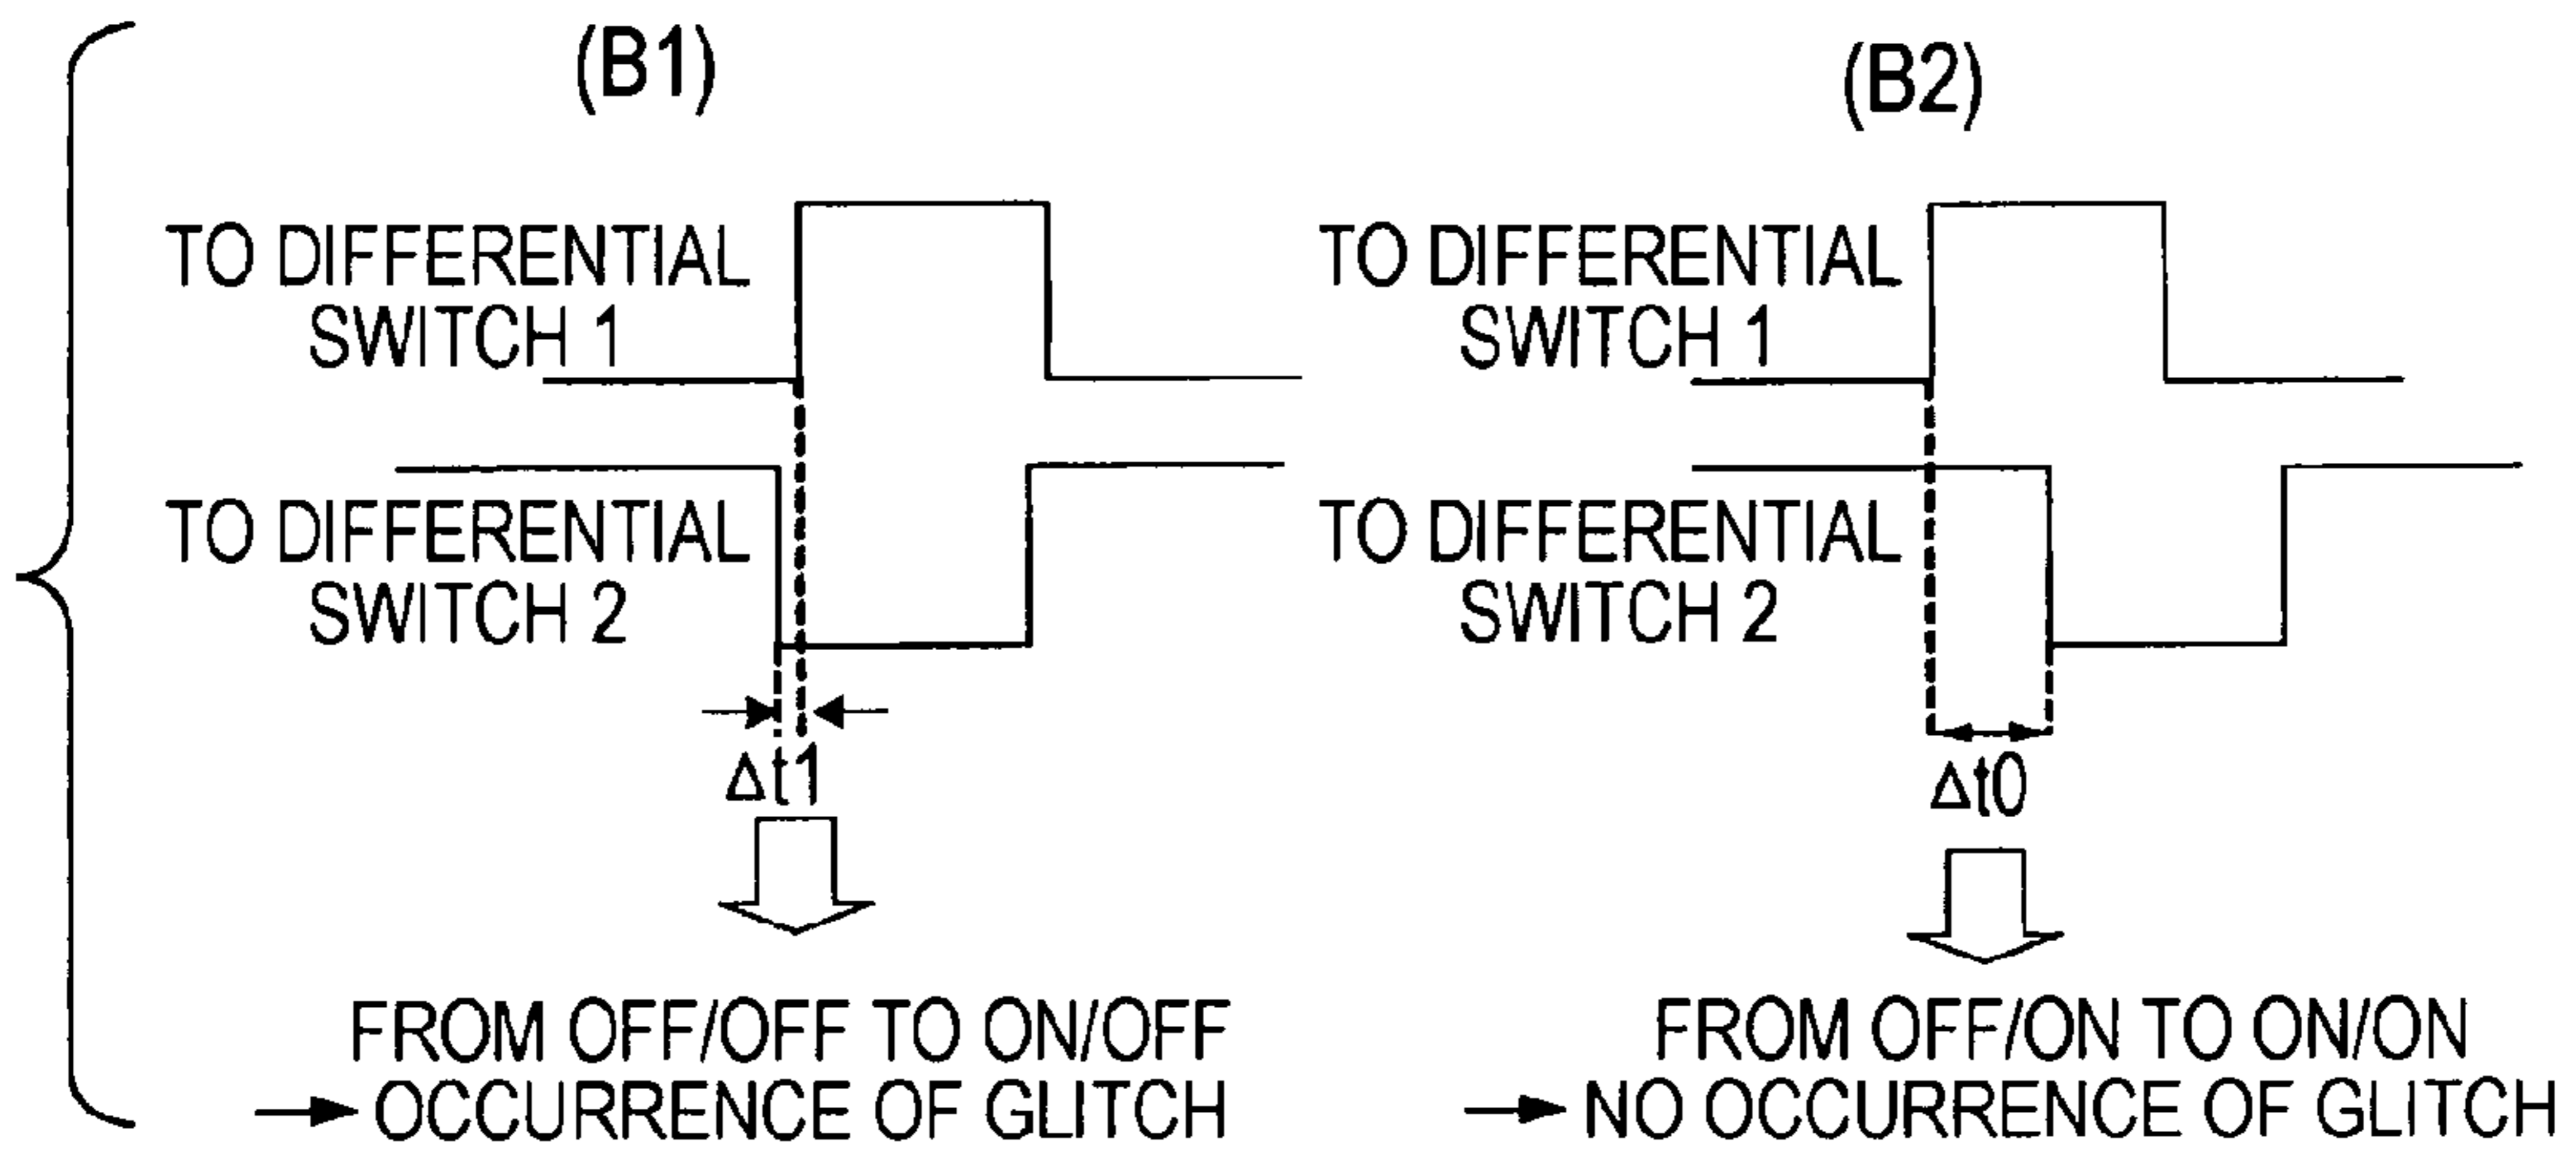 (B1)
TO DIFFERENTIAL
SWITCH 1
TO DIFFERENTIAL
SWITCH 2
Δt1
FROM OFF/OFF TO ON/OFF
→ OCCURRENCE OF GLITCH
(B2)
TO DIFFERENTIAL
SWITCH 1
TO DIFFERENTIAL
SWITCH 2
Δt0
FROM OFF/ON TO ON/ON
→ NO OCCURRENCE OF GLITCH